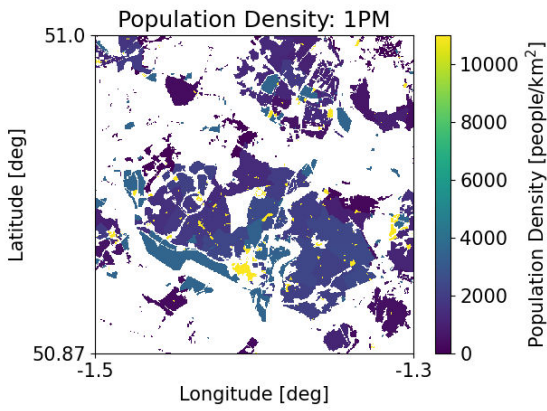 Population Density: 1PM
51.0
Latitude [deg]
50.87
-1.5
-1.3
Longitude [deg]
10000
8000
6000
4000
2000
0
Population Density [people/km²]